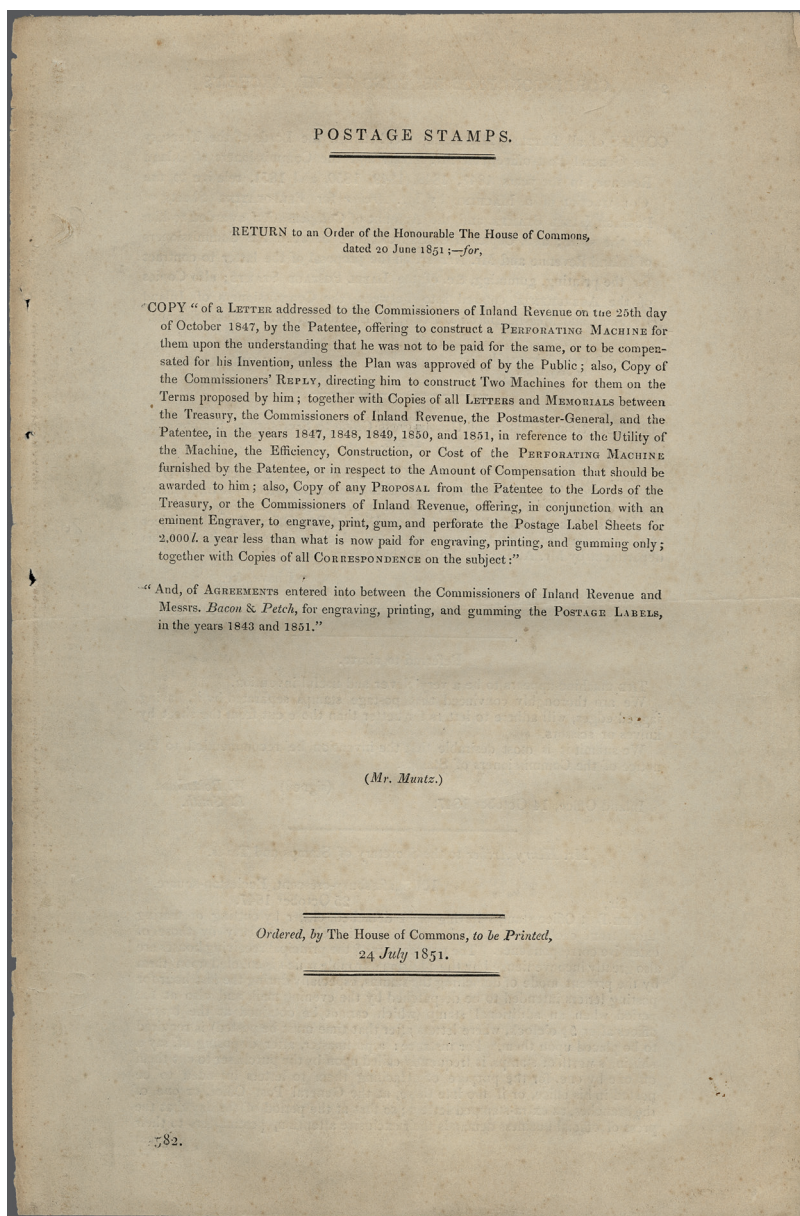 POSTAGE STAMPS.
RETURN to an Order of the Honourable The House of Commons,
dated 20 June 1851;—for,
COPY "of a LETTER addressed to the Commissioners of Inland Revenue on the 25th day
of October 1847, by the Patentee, offering to construct a PERFORATING MACHINE for
them upon the understanding that he was not to be paid for the same, or to be compen-
sated for his Invention, unless the Plan was approved of by the Public; also, Copy of
the Commissioners' REPLY, directing him to construct Two Machines for them on the
Terms proposed by him; together with Copies of all LETTERS and MEMORIALS between
the Treasury, the Commissioners of Inland Revenue, the Postmaster-General, and the
Patentee, in the years 1847, 1848, 1849, 1850, and 1851, in reference to the Utility of
the Machine, the Efficiency, Construction, or Cost of the PERFORATING MACHINE
furnished by the Patentee, or in respect to the Amount of Compensation that should be
awarded to him; also, Copy of any PROPOSAL from the Patentee to the Lords of the
Treasury, or the Commissioners of Inland Revenue, offering, in conjunction with an
eminent Engraver, to engrave, print, gum, and perforate the Postage Label Sheets for
2,000l. a year less than what is now paid for engraving, printing, and gumming only;
together with Copies of all CORRESPONDENCE on the subject:"
"And, of AGREEMENTS entered into between the Commissioners of Inland Revenue and
Messrs. Bacon & Petch, for engraving, printing, and gumming the POSTAGE LABELS,
in the years 1843 and 1851."
(Mr. Muntz.)
Ordered, by The House of Commons, to be Printed,
24 July 1851.
582.